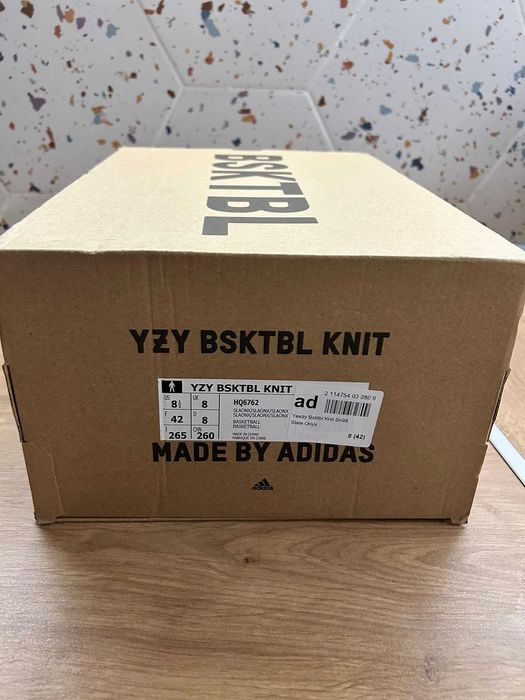 BSKTBL
YZY BSKTBL KNIT
YZY BSKTBL KNIT
US 8½ UK 8
F 42 D 8
J 265 CHN 260
HQ6762
SLAONX/SLAONX/SLAONX
SLAONX/SLAONX/SLAONX
BASKETBALL
BASKETBALL
MADE IN CHINA
FABRIQUÉ EN CHINE
ad
2 114754 03 280 9
Yeezy Bsktbl Knit
Slate Onyx
8 (42)
MADE BY ADIDAS
adidas